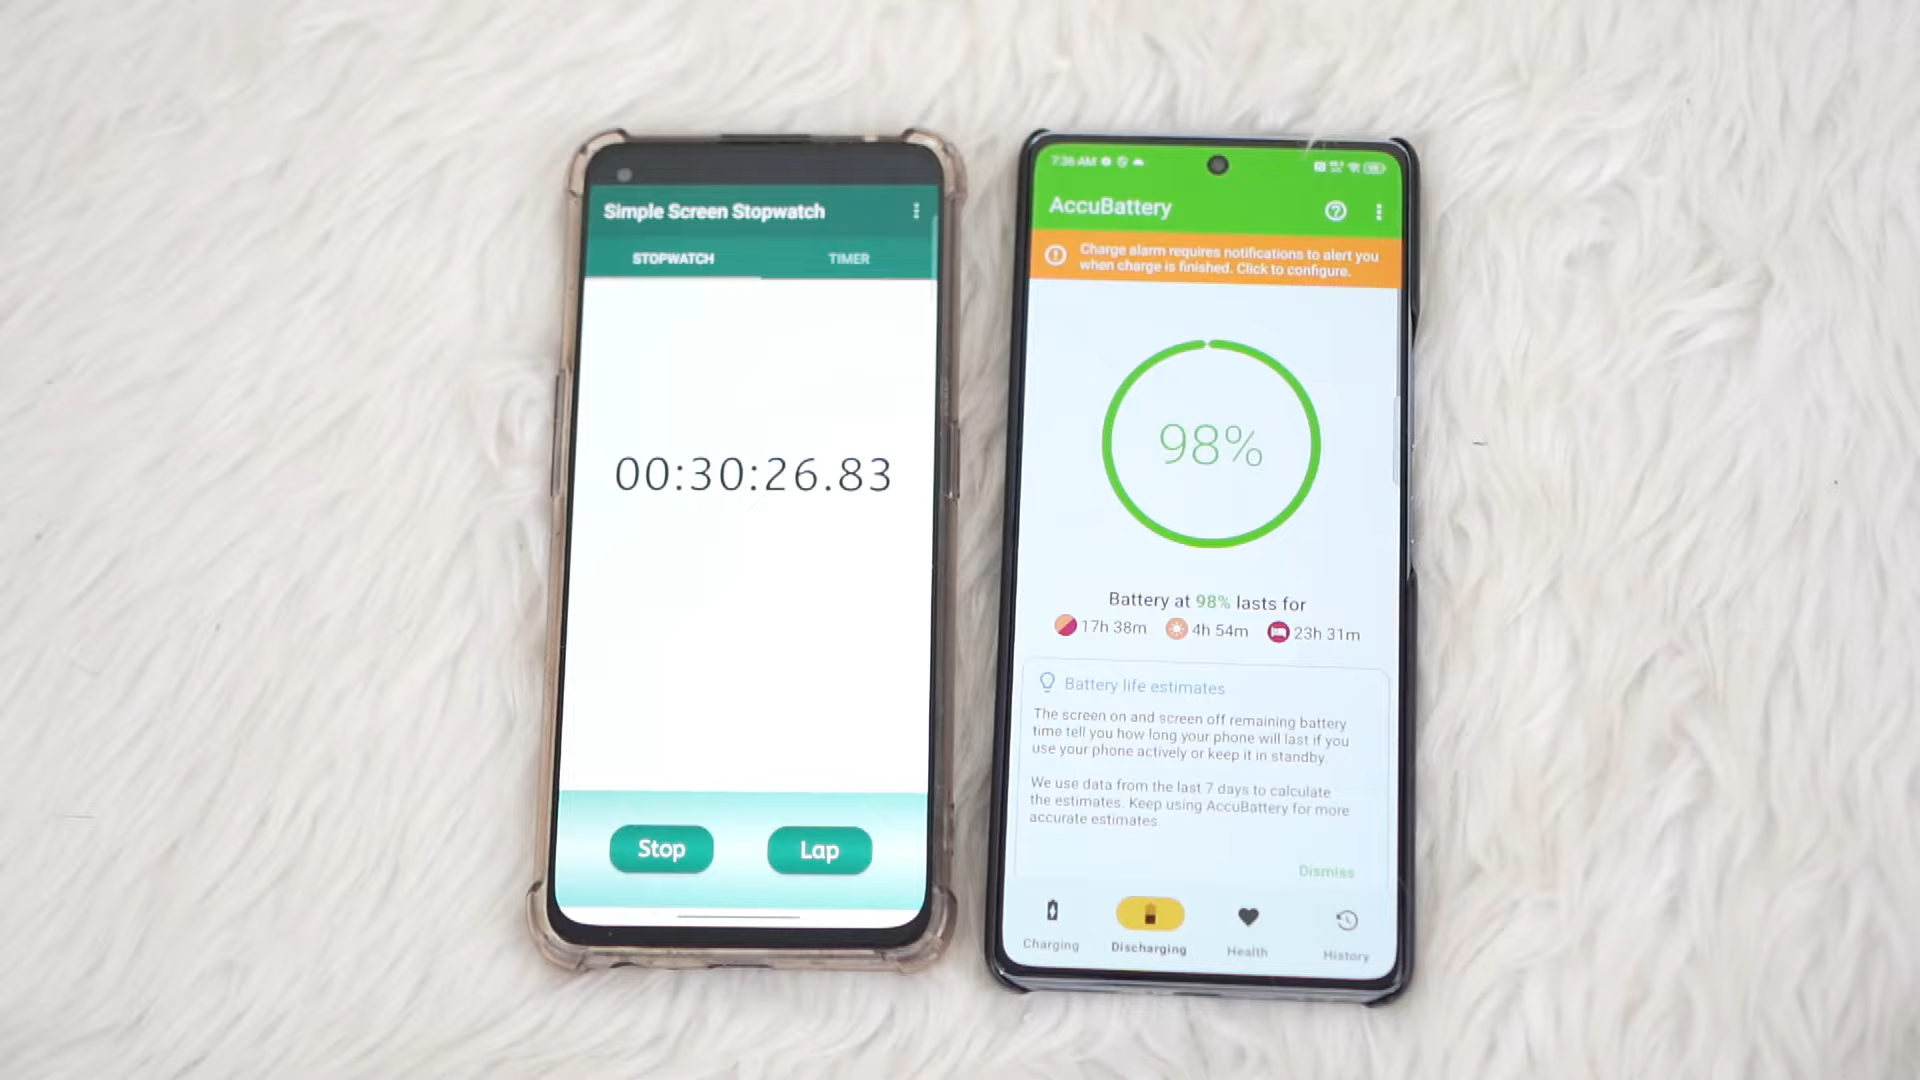 Simple Screen Stopwatch
STOPWATCH TIMER
00:30:26.83
Stop Lap
7:36 AM
AccuBattery
Charge alarm requires notifications to alert you
when charge is finished. Click to configure.
98%
Battery at 98% lasts for
17h 38m 4h 54m 23h 31m
Battery life estimates
The screen on and screen off remaining battery
time tell you how long your phone will last if you
use your phone actively or keep it in standby.
We use data from the last 7 days to calculate
the estimates. Keep using AccuBattery for more
accurate estimates.
Dismiss
Charging Discharging Health History